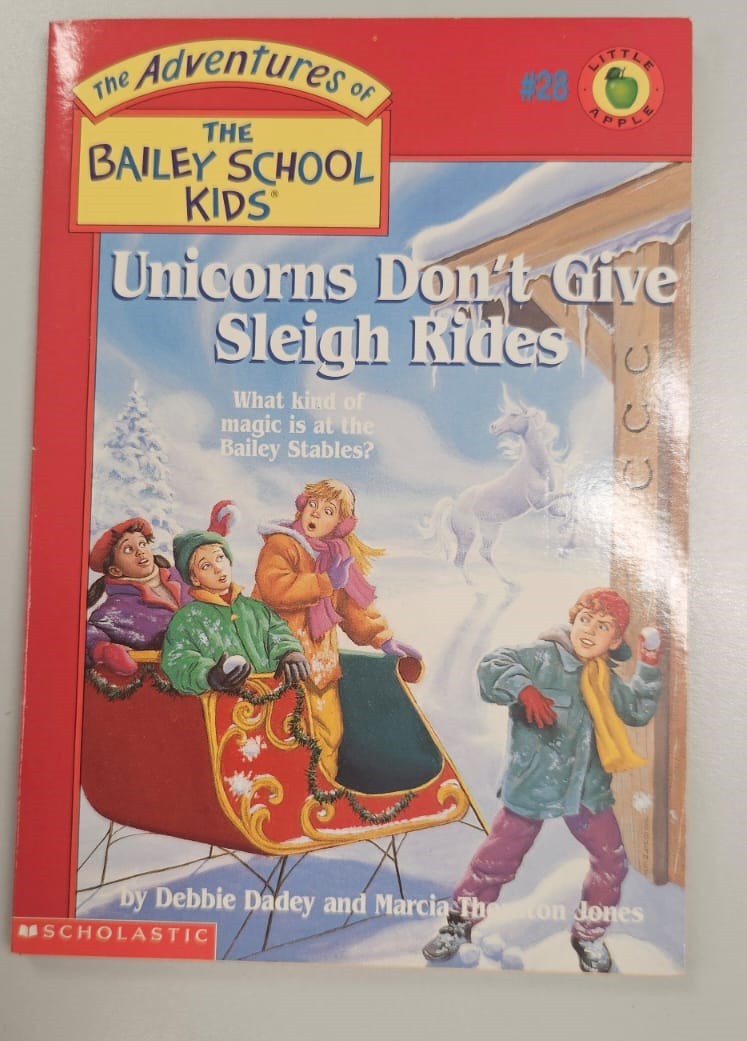 The Adventures of
THE
BAILEY SCHOOL
KIDS®
#28
LITTLE
APPLE
Unicorns Don't Give
Sleigh Rides
What kind of
magic is at the
Bailey Stables?
by Debbie Dadey and Marcia Thornton Jones
SCHOLASTIC